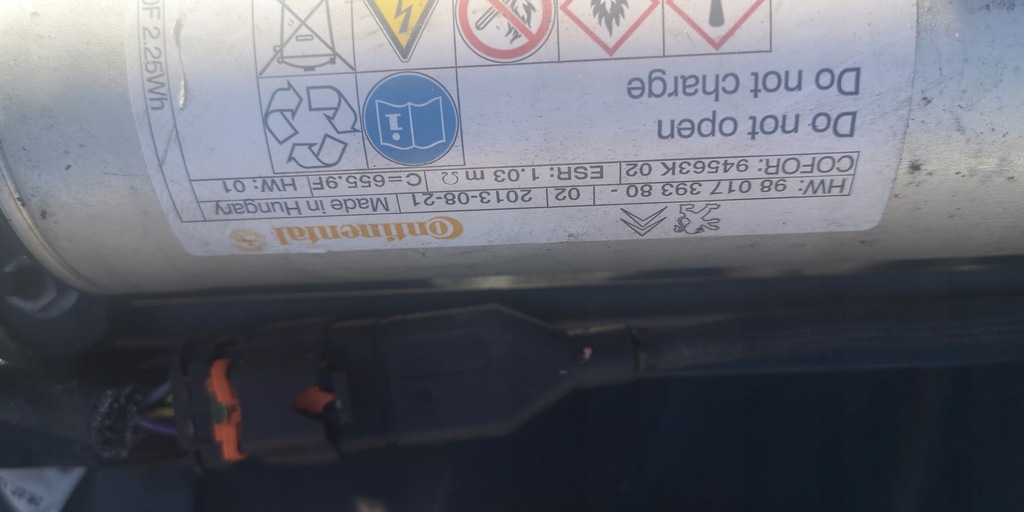 Continental
HW: 98 017 393 80 - 02 2013-08-21 Made in Hungary
COFOR: 94563K 02 ESR: 1.03 mΩ C=655.9F HW: 01
Do not open
Do not charge
2.25Wh